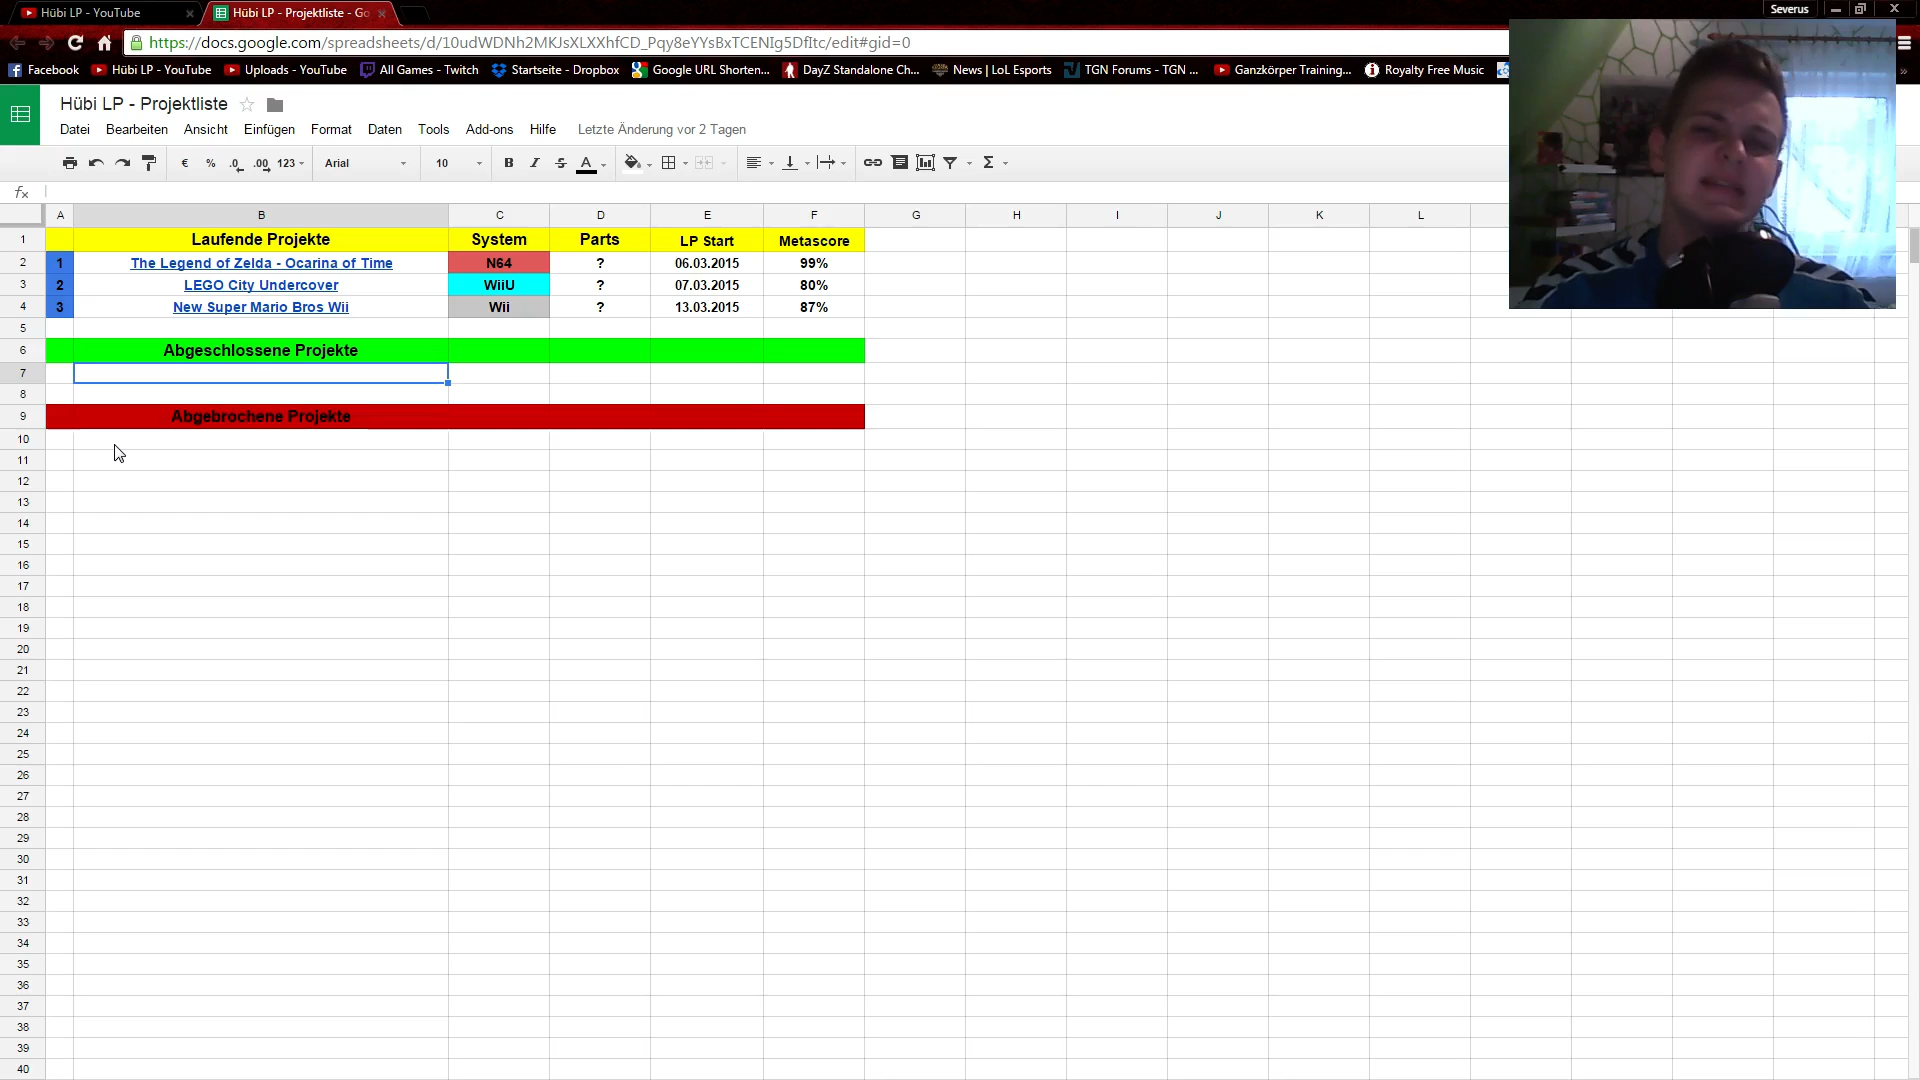 Hübi LP - YouTube
Hübi LP - Projektliste - Go
Severus
https://docs.google.com/spreadsheets/d/10udWDNh2MKJsXLXXhfCD_Pqy8eYYsBxTCENIg5DfItc/edit#gid=0
Facebook Hübi LP - YouTube Uploads - YouTube All Games - Twitch Startseite - Dropbox Google URL Shorten... DayZ Standalone Ch... News | LoL Esports TGN Forums - TGN ... Ganzkörper Training... Royalty Free Music
Hübi LP - Projektliste
Datei Bearbeiten Ansicht Einfügen Format Daten Tools Add-ons Hilfe Letzte Änderung vor 2 Tagen
€ % .0 .00 123 Arial 10 B I S A Σ
fx
A B C D E F G H I J K L
1 Laufende Projekte System Parts LP Start Metascore
2 1 The Legend of Zelda - Ocarina of Time N64 ? 06.03.2015 99%
3 2 LEGO City Undercover WiiU ? 07.03.2015 80%
4 3 New Super Mario Bros Wii Wii ? 13.03.2015 87%
5
6 Abgeschlossene Projekte
7
8
9 Abgebrochene Projekte
10
11
12
13
14
15
16
17
18
19
20
21
22
23
24
25
26
27
28
29
30
31
32
33
34
35
36
37
38
39
40